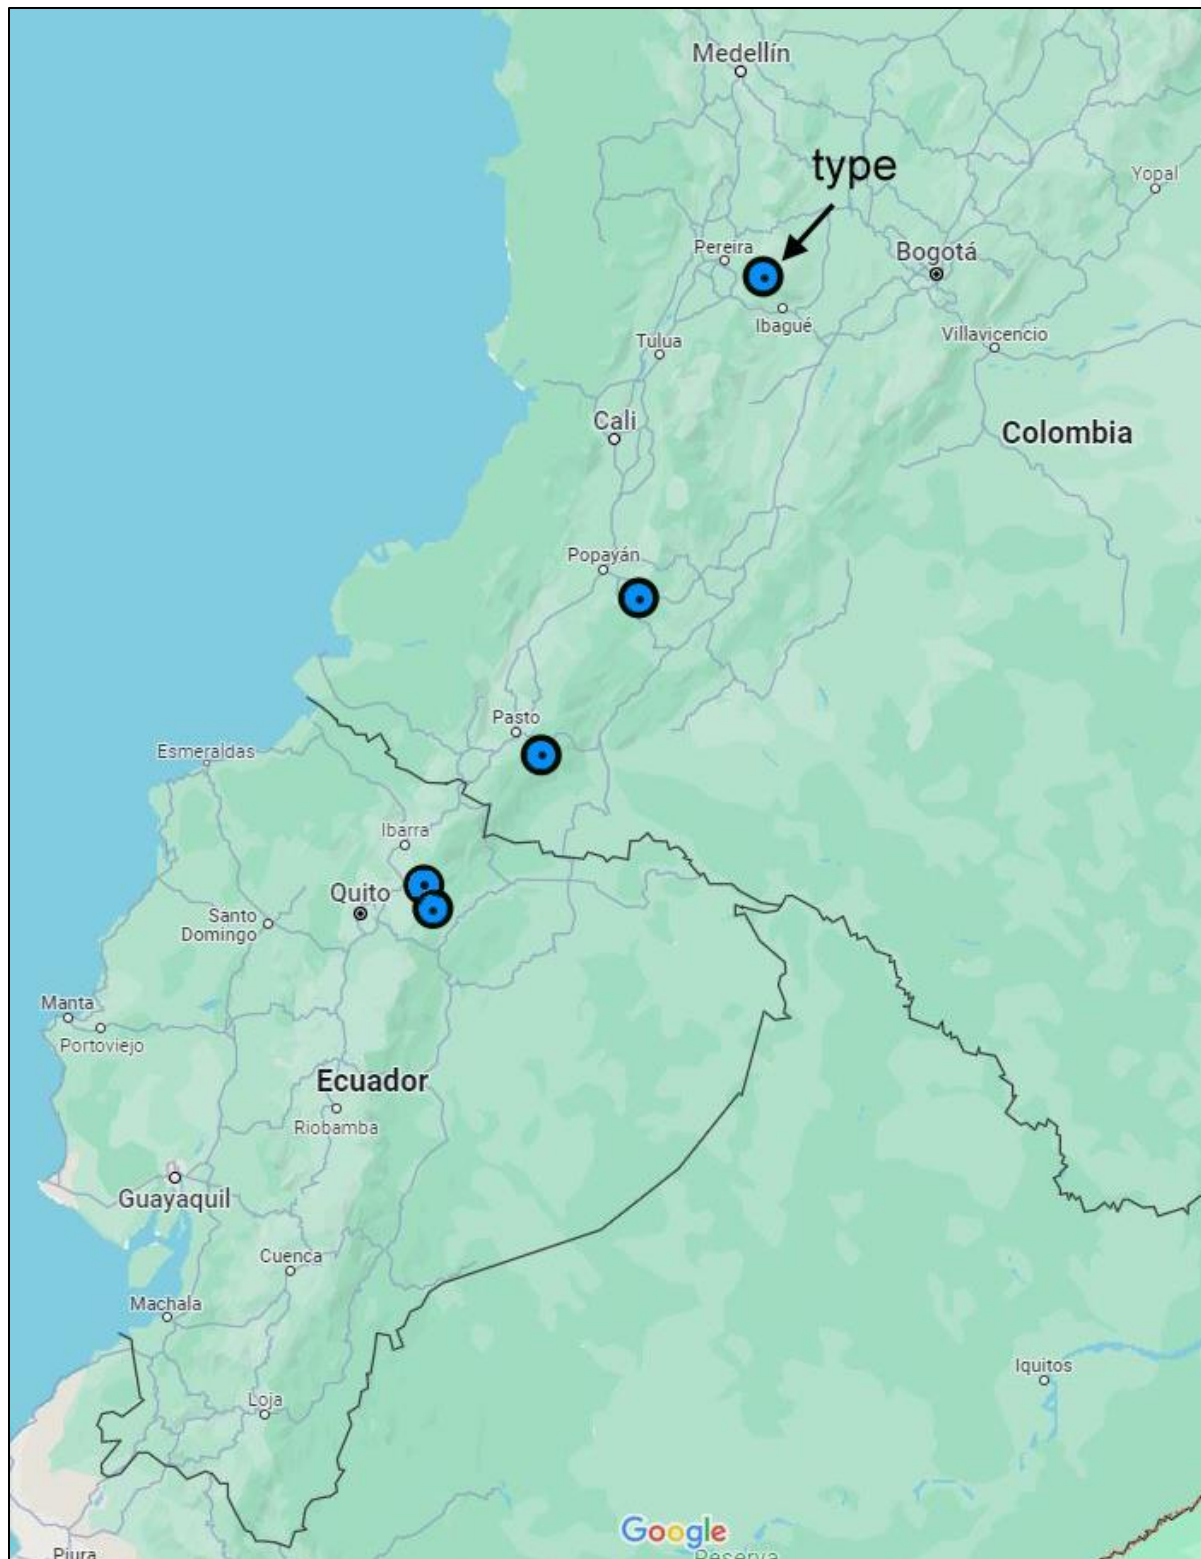 Medellín
type
Yopal
Pereira
Bogotá
Ibagué
Villavicencio
Tulua
Cali
Colombia
Popayán
Pasto
Esmeraldas
Ibarra
Quito
Santo
Domingo
Manta
Portoviejo
Ecuador
Riobamba
Guayaquil
Cuenca
Machala
Iquitos
Loja
Google
Reserva
Piura